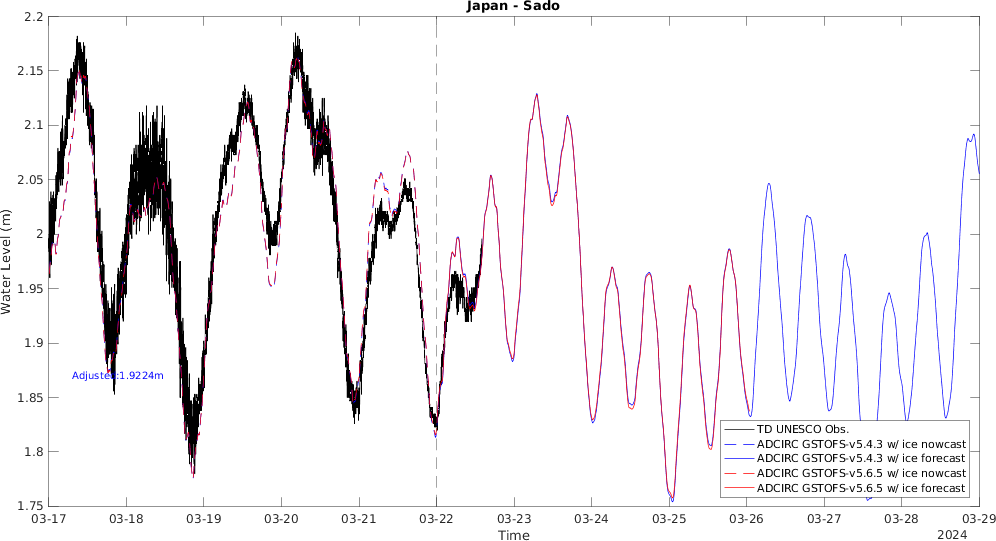 Japan - Sado
2.2
2.15
2.1
2.05
2
1.95
1.9
1.85
1.8
1.75
Water Level (m)
Adjusted:1.9224m
TD UNESCO Obs.
ADCIRC GSTOFS-v5.4.3 w/ ice nowcast
ADCIRC GSTOFS-v5.4.3 w/ ice forecast
ADCIRC GSTOFS-v5.6.5 w/ ice nowcast
ADCIRC GSTOFS-v5.6.5 w/ ice forecast
03-17 03-18 03-19 03-20 03-21 03-22 03-23 03-24 03-25 03-26 03-27 03-28 03-29
Time
2024